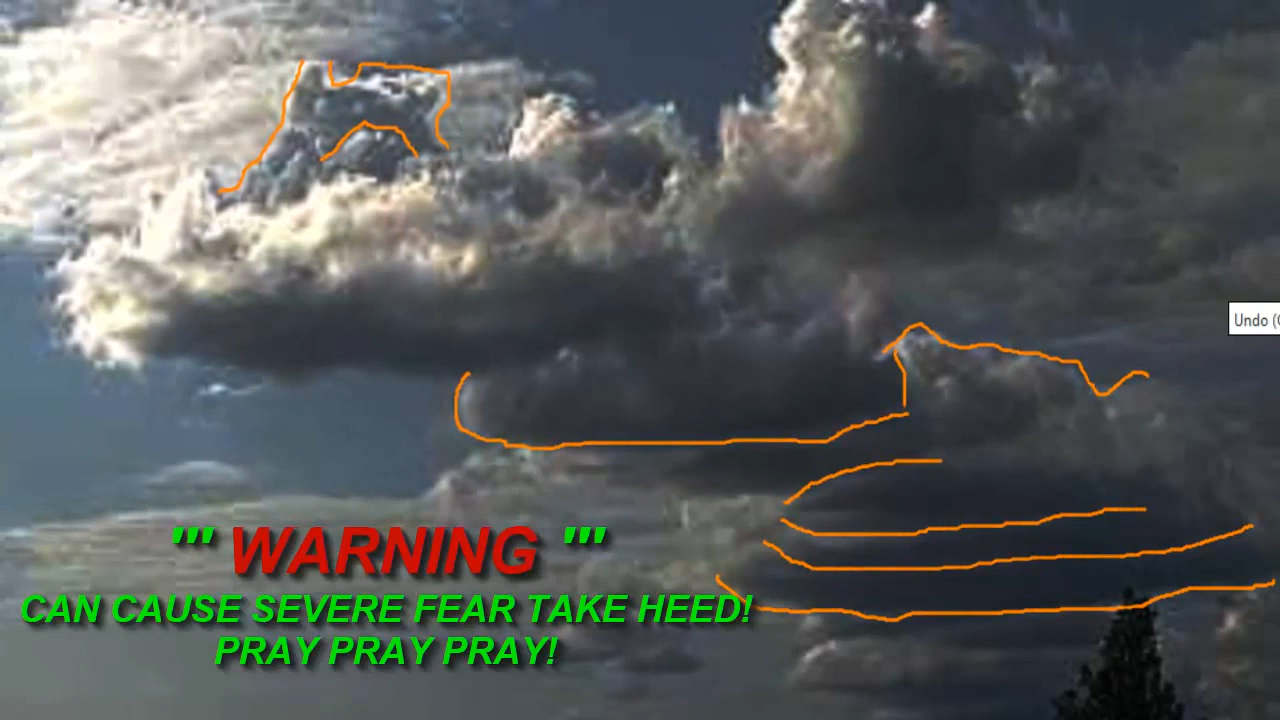 ''' WARNING '''
CAN CAUSE SEVERE FEAR TAKE HEED!
PRAY PRAY PRAY!
Undo (